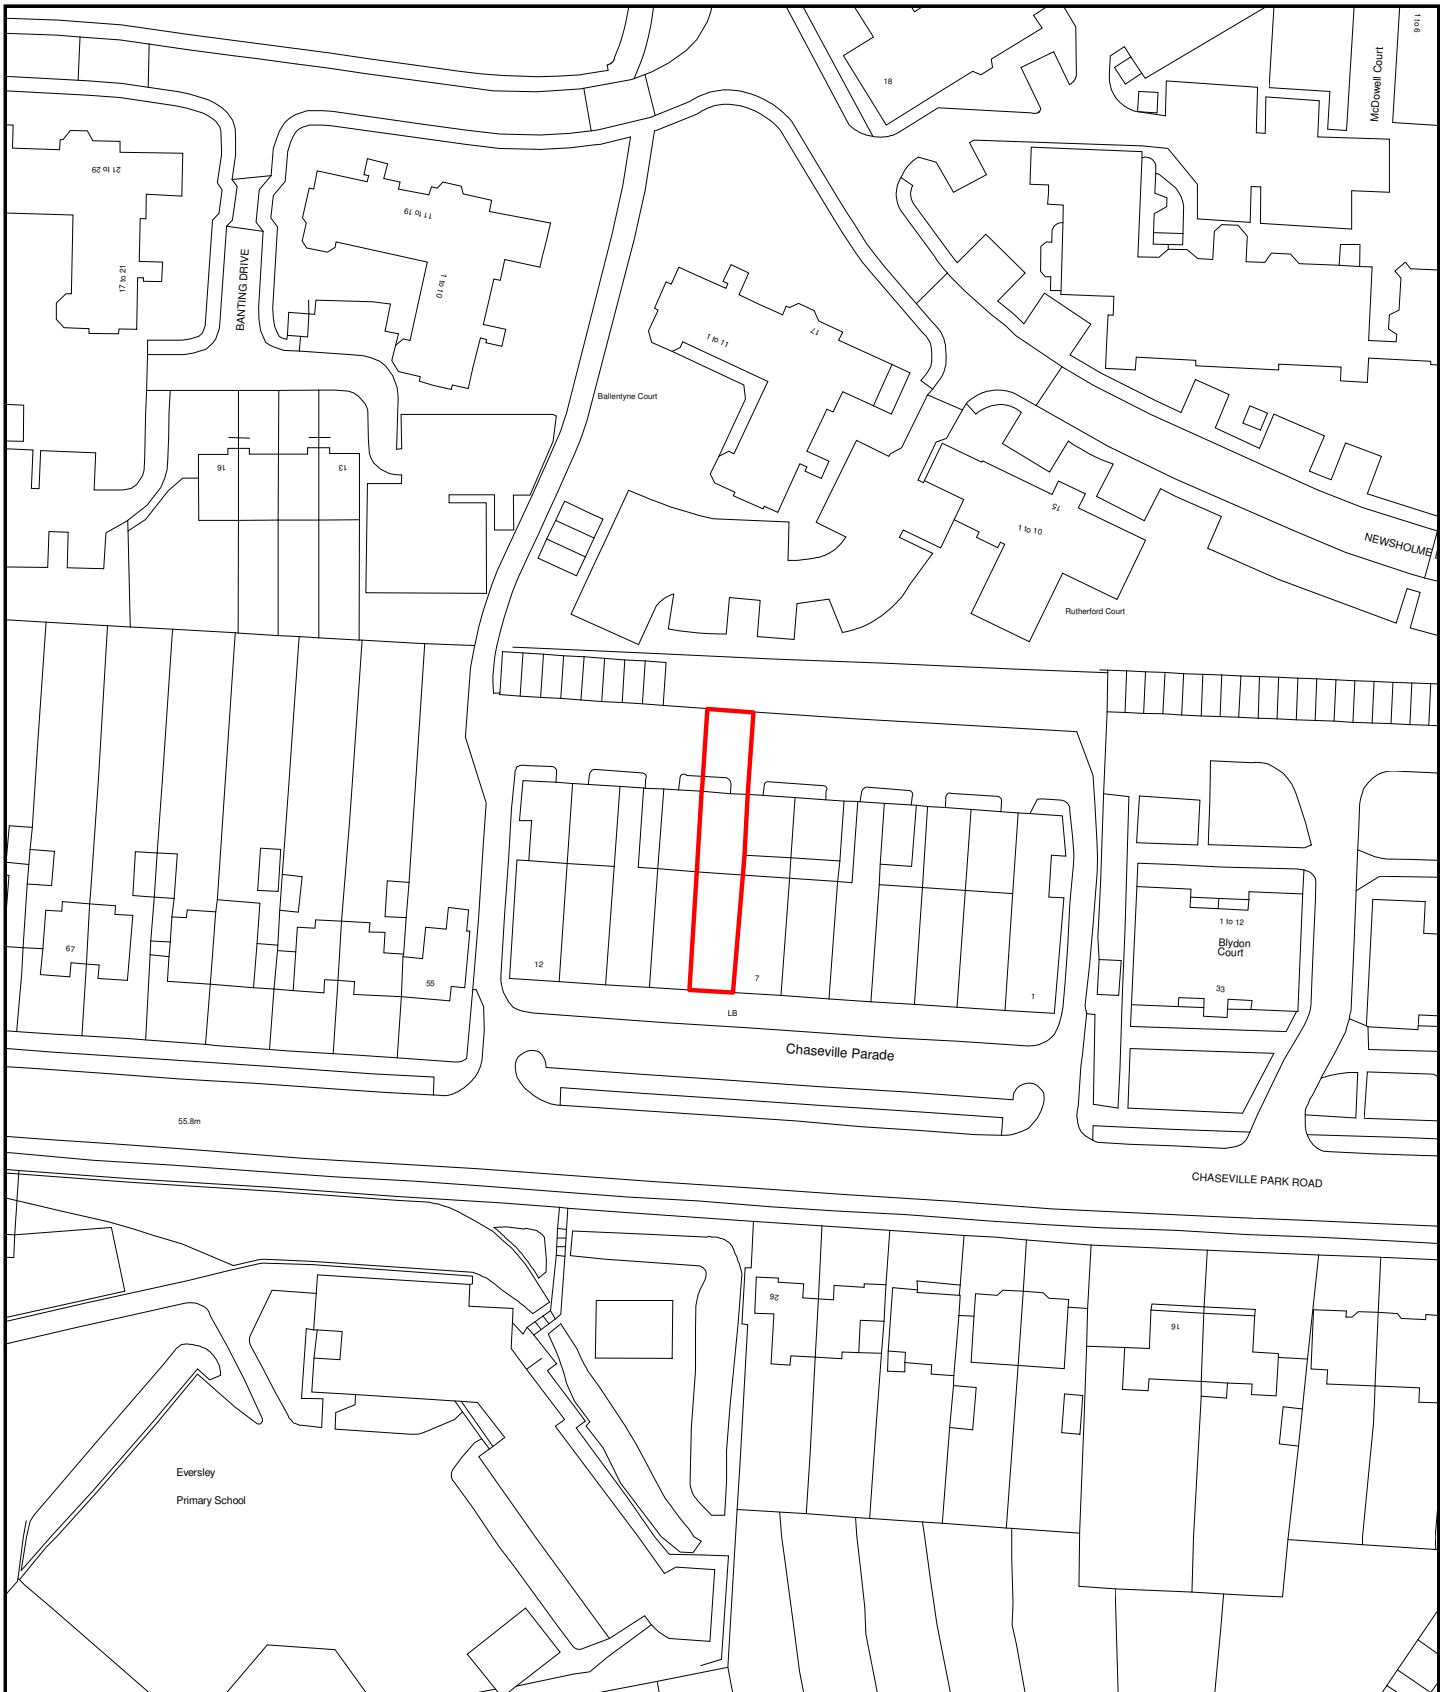 1 to 6
McDowell Court
18
21 to 29
11 to 19
17 to 21
BANTING DRIVE
1 to 10
1 to 11
17
Ballentyne Court
16
13
15
1 to 10
NEWSHOLME
Rutherford Court
67
55
12
7
1
LB
Chaseville Parade
1 to 12
Blydon
Court
33
55.8m
CHASEVILLE PARK ROAD
26
16
Eversley
Primary School